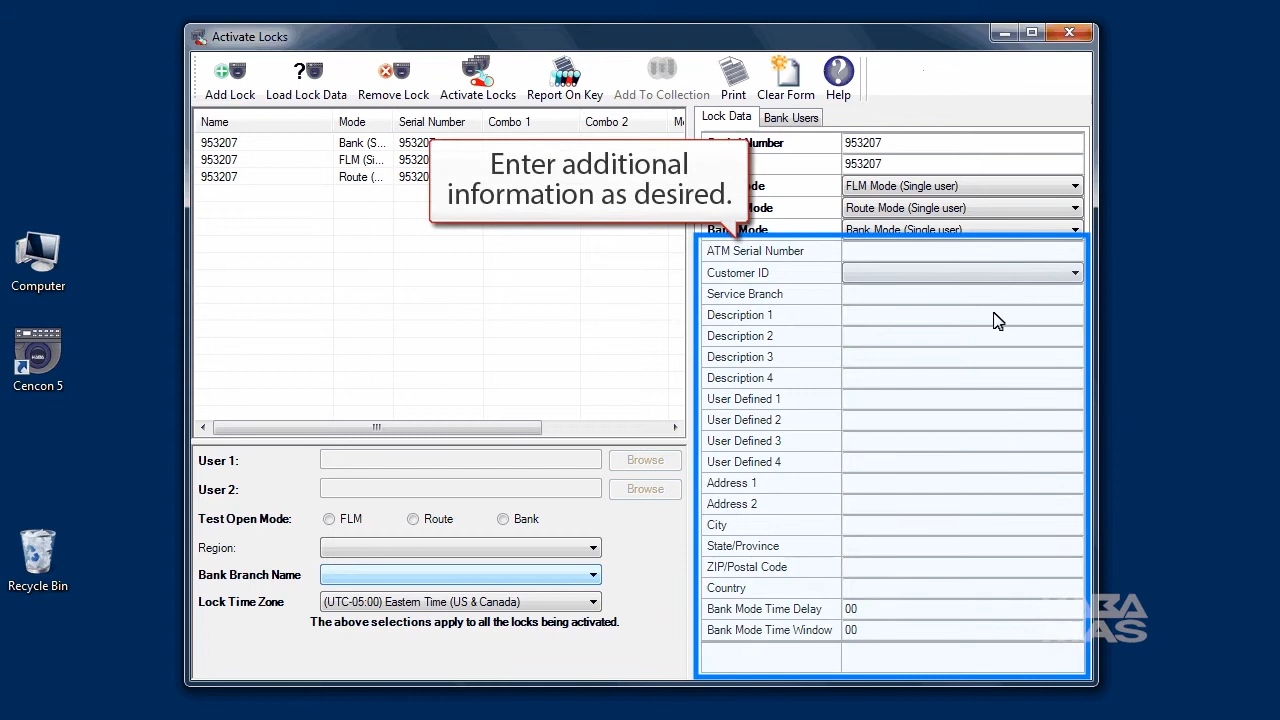 Activate Locks
Add Lock Load Lock Data Remove Lock Activate Locks Report On Key Add To Collection Print Clear Form Help
Name Mode Serial Number Combo 1 Combo 2
953207 Bank (S... 953207
953207 FLM (Si... 95320
953207 Route (... 95320
Enter additional
information as desired.
Lock Data Bank Users
Number 953207
953207
FLM Mode (Single user)
Mode Route Mode (Single user)
Bank Mode Bank Mode (Single user)
ATM Serial Number
Customer ID
Service Branch
Description 1
Description 2
Description 3
Description 4
User Defined 1
User Defined 2
User Defined 3
User Defined 4
Address 1
Address 2
City
State/Province
ZIP/Postal Code
Country
Bank Mode Time Delay 00
Bank Mode Time Window 00
User 1: Browse
User 2: Browse
Test Open Mode: FLM Route Bank
Region:
Bank Branch Name
Lock Time Zone (UTC-05:00) Eastern Time (US & Canada)
The above selections apply to all the locks being activated.
Computer
Cencon 5
Recycle Bin
KABA
MAS